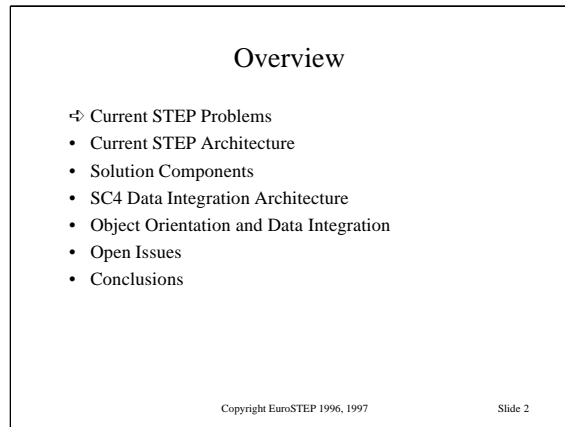 Overview
➪ Current STEP Problems
• Current STEP Architecture
• Solution Components
• SC4 Data Integration Architecture
• Object Orientation and Data Integration
• Open Issues
• Conclusions
Copyright EuroSTEP 1996, 1997 Slide 2